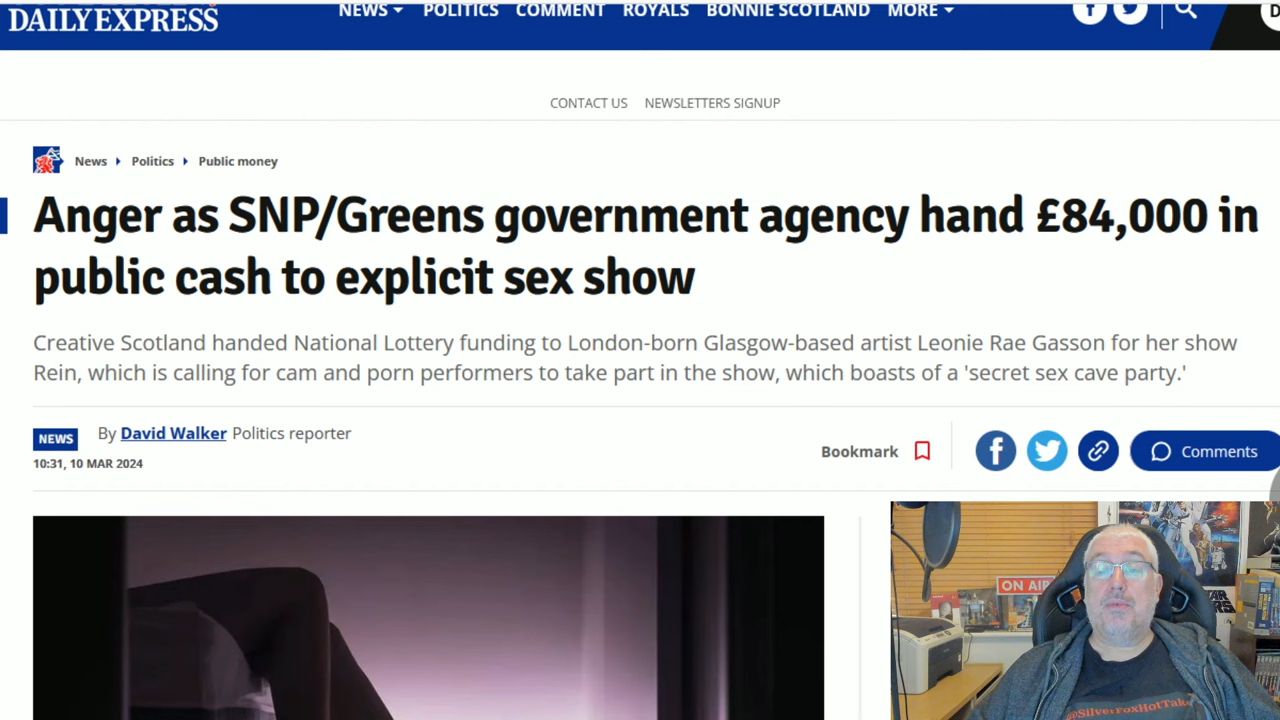 DAILY EXPRESS
NEWS POLITICS COMMENT ROYALS BONNIE SCOTLAND MORE
CONTACT US NEWSLETTERS SIGNUP
News Politics Public money
Anger as SNP/Greens government agency hand £84,000 in
public cash to explicit sex show
Creative Scotland handed National Lottery funding to London-born Glasgow-based artist Leonie Rae Gasson for her show
Rein, which is calling for cam and porn performers to take part in the show, which boasts of a 'secret sex cave party.'
NEWS By David Walker Politics reporter
10:31, 10 MAR 2024
Bookmark
Comments
ON AIR
@SilverFoxHotTak